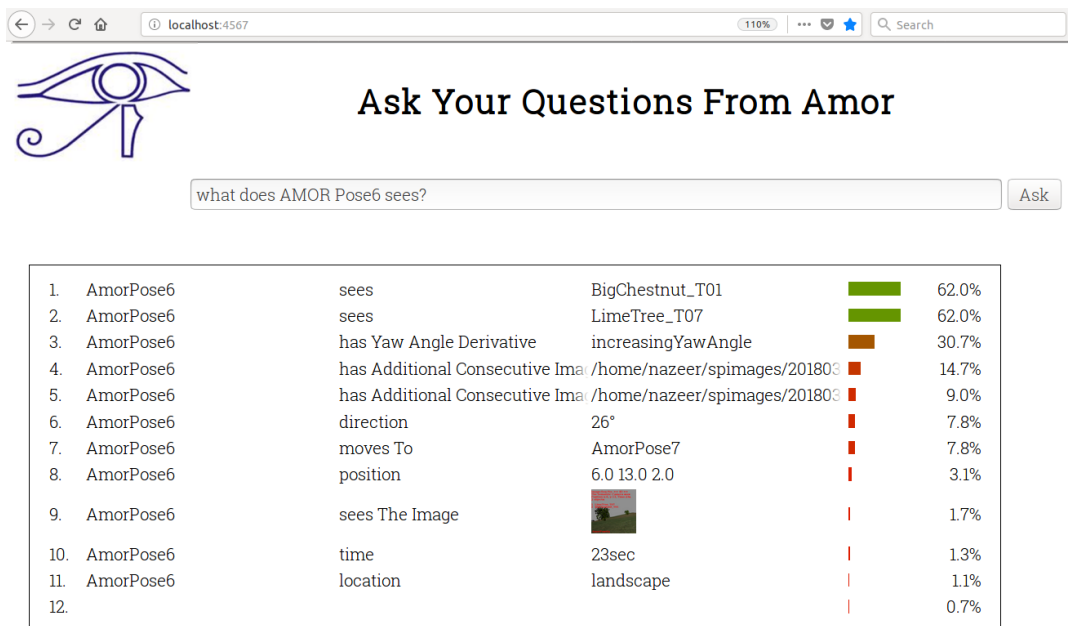 localhost:4567 110% Search
Ask Your Questions From Amor
what does AMOR Pose6 sees? Ask
1. AmorPose6 sees BigChestnut_T01 62.0%
2. AmorPose6 sees LimeTree_T07 62.0%
3. AmorPose6 has Yaw Angle Derivative increasingYawAngle 30.7%
4. AmorPose6 has Additional Consecutive Ima /home/nazeer/spimages/201803 14.7%
5. AmorPose6 has Additional Consecutive Ima /home/nazeer/spimages/201803 9.0%
6. AmorPose6 direction 26° 7.8%
7. AmorPose6 moves To AmorPose7 7.8%
8. AmorPose6 position 6.0 13.0 2.0 3.1%
9. AmorPose6 sees The Image 1.7%
10. AmorPose6 time 23sec 1.3%
11. AmorPose6 location landscape 1.1%
12. 0.7%